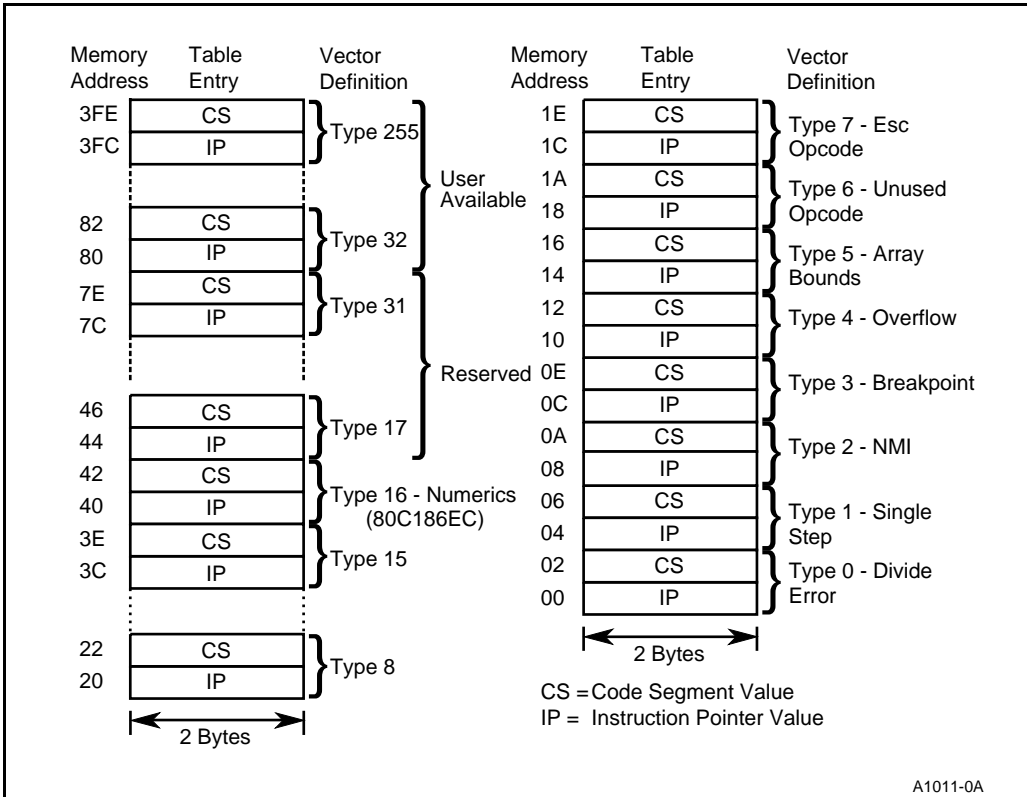 Memory Address
Table Entry
Vector Definition
3FE CS
3FC IP
Type 255
User Available
82 CS
80 IP
Type 32
7E CS
7C IP
Type 31
Reserved
46 CS
44 IP
Type 17
42 CS
40 IP
Type 16 - Numerics
(80C186EC)
3E CS
3C IP
Type 15
22 CS
20 IP
Type 8
2 Bytes
Memory Address
Table Entry
Vector Definition
1E CS
1C IP
Type 7 - Esc
Opcode
1A CS
18 IP
Type 6 - Unused
Opcode
16 CS
14 IP
Type 5 - Array
Bounds
12 CS
10 IP
Type 4 - Overflow
0E CS
0C IP
Type 3 - Breakpoint
0A CS
08 IP
Type 2 - NMI
06 CS
04 IP
Type 1 - Single
Step
02 CS
00 IP
Type 0 - Divide
Error
2 Bytes
CS = Code Segment Value
IP = Instruction Pointer Value
A1011-0A